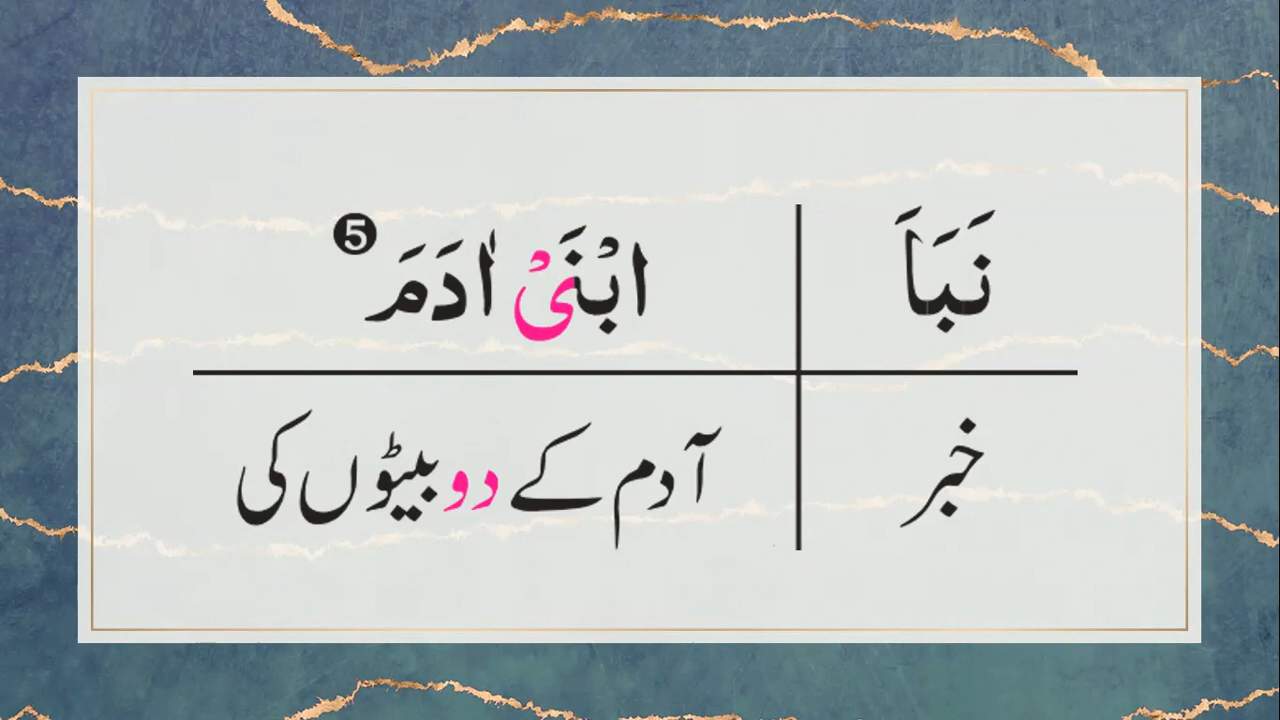 نَبَاَ ابْنَیْ اٰدَمَ 5
خبر آدم کے دو بیٹوں کی